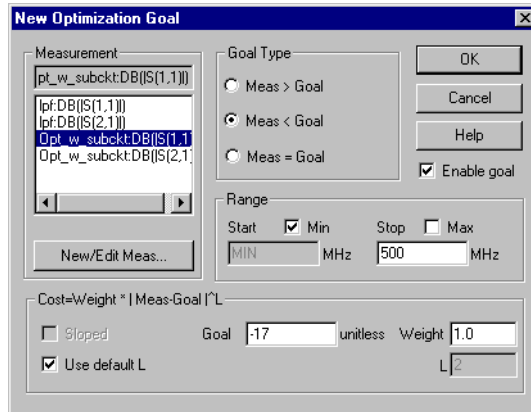 New Optimization Goal
Measurement
pt_w_subckt:DB(|S(1,1)|)
lpf:DB(|S(1,1)|)
lpf:DB(|S(2,1)|)
Opt_w_subckt:DB(|S(1,1
Opt_w_subckt:DB(|S(2,1
New/Edit Meas...
Goal Type
Meas > Goal
Meas < Goal
Meas = Goal
OK
Cancel
Help
Enable goal
Range
Start Min Stop Max
MIN MHz 500 MHz
Cost=Weight * | Meas-Goal |^L
Sloped Goal -17 unitless Weight 1.0
Use default L L 2